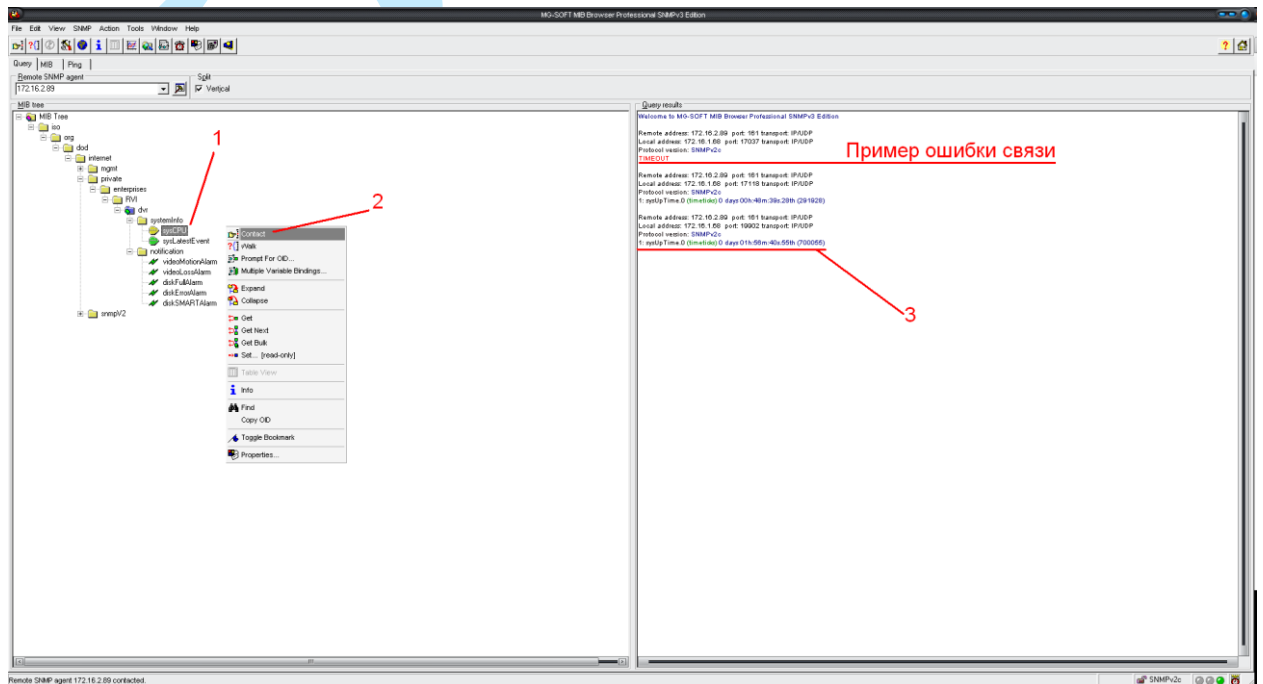 MG-SOFT MIB Browser Professional SNMPv3 Edition
File Edit View SNMP Action Tools Window Help
Query MIB Ping
Remote SNMP agent
Split
172.16.2.89
Vertical
MIB tree
MIB Tree
iso
org
dod
internet
mgmt
private
enterprises
RVI
dvr
systemInfo
sysCPU
sysLatestEvent
notification
videoMotionAlarm
videoLossAlarm
diskFullAlarm
diskErrorAlarm
diskSMARTAlarm
snmpV2
1
2
Contact
Walk
Prompt For OID...
Multiple Variable Bindings...
Expand
Collapse
Get
Get Next
Get Bulk
Set... [read-only]
Table View
Info
Find
Copy OID
Toggle Bookmark
Properties...
Query results
Welcome to MG-SOFT MIB Browser Professional SNMPv3 Edition
Remote address: 172.16.2.89 port: 161 transport: IP/UDP
Local address: 172.16.1.68 port: 17037 transport: IP/UDP
Protocol version: SNMPv2c
TIMEOUT
Пример ошибки связи
Remote address: 172.16.2.89 port: 161 transport: IP/UDP
Local address: 172.16.1.68 port: 17118 transport: IP/UDP
Protocol version: SNMPv2c
1: sysUpTime.0 (timeticks) 0 days 00h:48m:39s.28th (291928)
Remote address: 172.16.2.89 port: 161 transport: IP/UDP
Local address: 172.16.1.68 port: 19902 transport: IP/UDP
Protocol version: SNMPv2c
1: sysUpTime.0 (timeticks) 0 days 01h:56m:40s.55th (700055)
3
Remote SNMP agent 172.16.2.89 contacted.
SNMPv2c